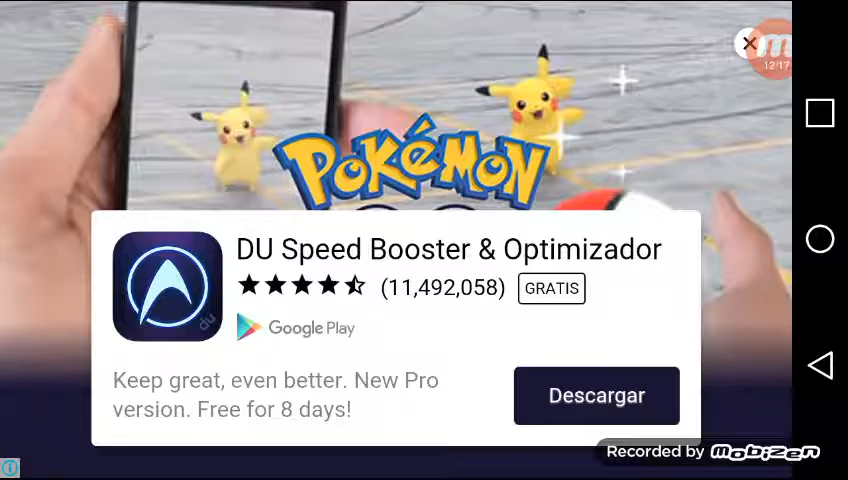 12:17
POKÉMON
DU Speed Booster & Optimizador
(11,492,058) GRATIS
Google Play
Keep great, even better. New Pro
version. Free for 8 days!
Descargar
Recorded by mobizen
du